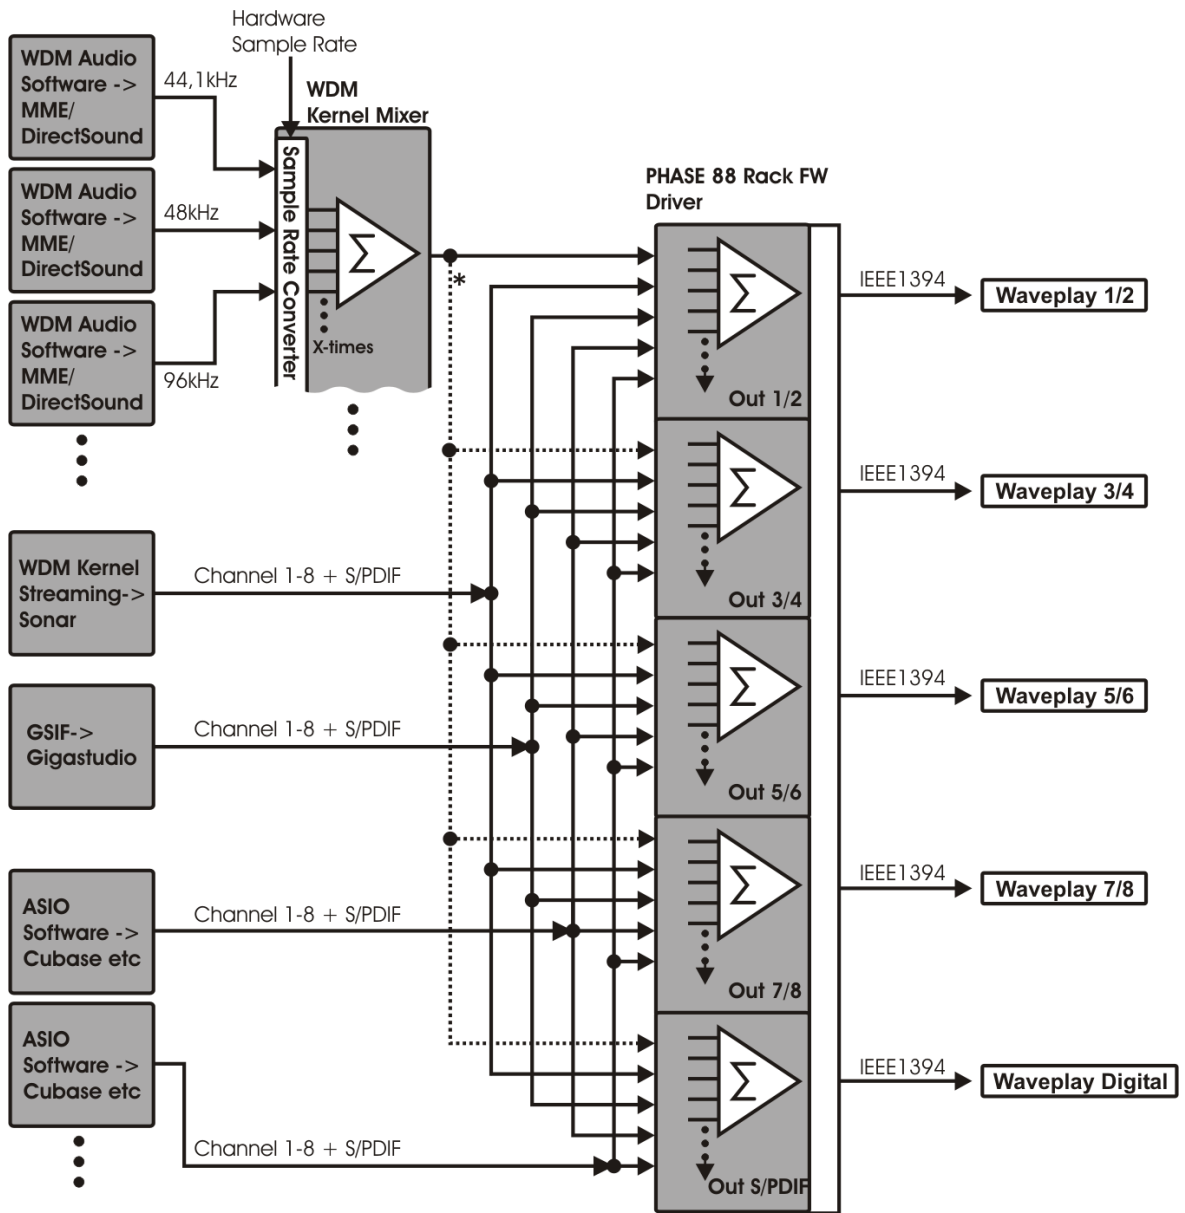 Hardware
Sample Rate
WDM Audio
Software ->
MME/
DirectSound
44,1kHz
WDM
Kernel Mixer
WDM Audio
Software ->
MME/
DirectSound
48kHz
WDM Audio
Software ->
MME/
DirectSound
96kHz
Sample Rate Converter
Σ
X-times
*
PHASE 88 Rack FW
Driver
Σ
Out 1/2
IEEE1394
Waveplay 1/2
Σ
Out 3/4
IEEE1394
Waveplay 3/4
WDM Kernel
Streaming->
Sonar
Channel 1-8 + S/PDIF
Σ
Out 5/6
IEEE1394
Waveplay 5/6
GSIF->
Gigastudio
Channel 1-8 + S/PDIF
Σ
Out 7/8
IEEE1394
Waveplay 7/8
ASIO
Software ->
Cubase etc
Channel 1-8 + S/PDIF
ASIO
Software ->
Cubase etc
Channel 1-8 + S/PDIF
Σ
Out S/PDIF
IEEE1394
Waveplay Digital